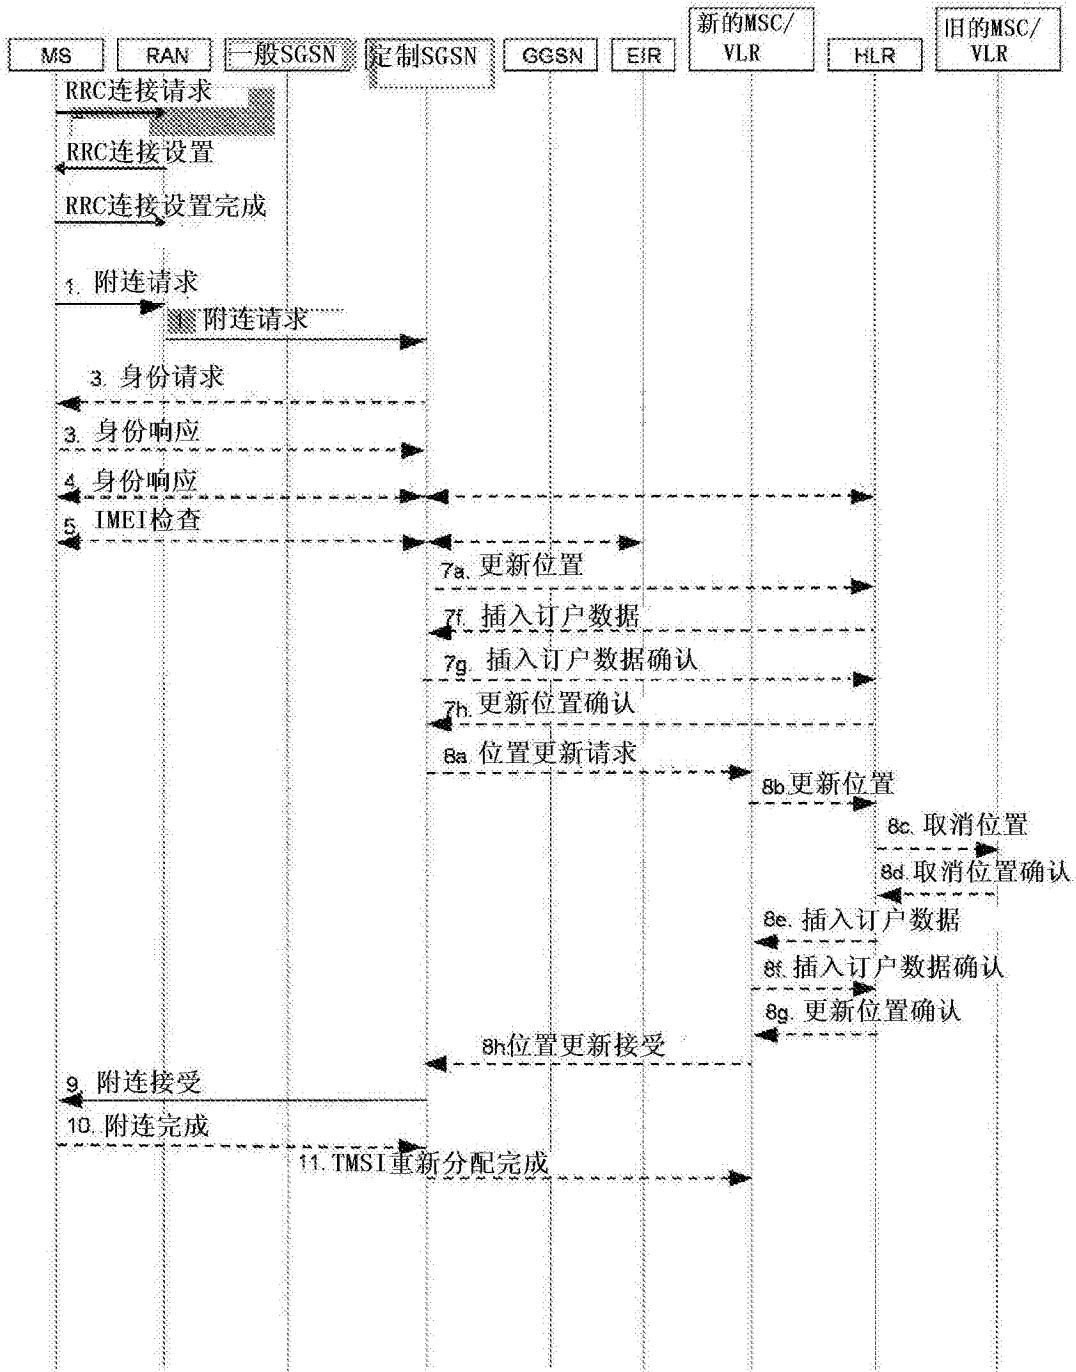 MS
RAN
一般SGSN
定制SGSN
GGSN
EIR
新的MSC/
VLR
HLR
旧的MSC/
VLR
RRC连接请求
RRC连接设置
RRC连接设置完成
1. 附连请求
1. 附连请求
3. 身份请求
3. 身份响应
4. 身份响应
5. IMEI检查
7a. 更新位置
7f. 插入订户数据
7g. 插入订户数据确认
7h. 更新位置确认
8a. 位置更新请求
8b. 更新位置
8c. 取消位置
8d. 取消位置确认
8e. 插入订户数据
8f. 插入订户数据确认
8g. 更新位置确认
8h位置更新接受
9. 附连接受
10. 附连完成
11. TMSI重新分配完成